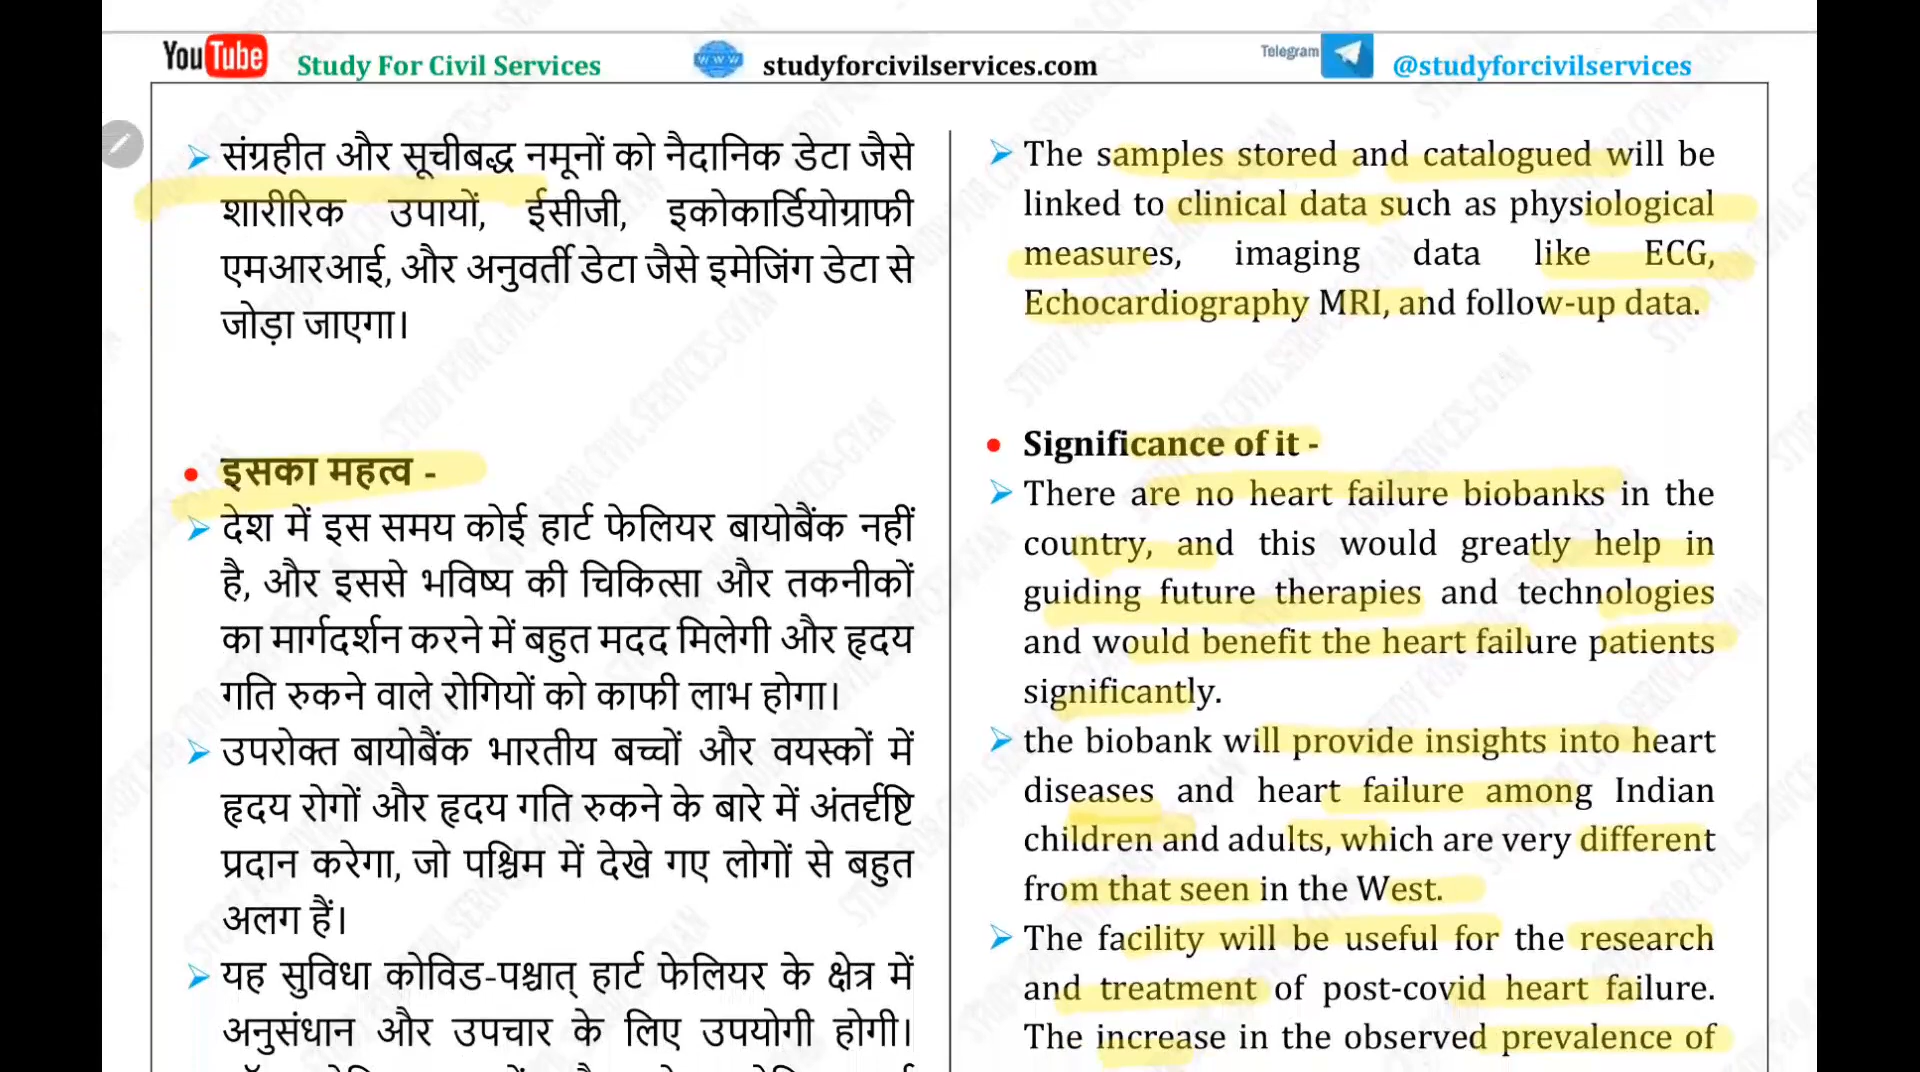 YouTube Study For Civil Services www studyforcivilservices.com Telegram @studyforcivilservices
संग्रहीत और सूचीबद्ध नमूनों को नैदानिक डेटा जैसे
शारीरिक उपायों, ईसीजी, इकोकार्डियोग्राफी
एमआरआई, और अनुवर्ती डेटा जैसे इमेजिंग डेटा से
जोड़ा जाएगा।
• इसका महत्व -
देश में इस समय कोई हार्ट फेलियर बायोबैंक नहीं
है, और इससे भविष्य की चिकित्सा और तकनीकों
का मार्गदर्शन करने में बहुत मदद मिलेगी और हृदय
गति रुकने वाले रोगियों को काफी लाभ होगा।
उपरोक्त बायोबैंक भारतीय बच्चों और वयस्कों में
हृदय रोगों और हृदय गति रुकने के बारे में अंतर्दृष्टि
प्रदान करेगा, जो पश्चिम में देखे गए लोगों से बहुत
अलग हैं।
यह सुविधा कोविड-पश्चात् हार्ट फेलियर के क्षेत्र में
अनुसंधान और उपचार के लिए उपयोगी होगी।
The samples stored and catalogued will be
linked to clinical data such as physiological
measures, imaging data like ECG,
Echocardiography MRI, and follow-up data.
• Significance of it -
There are no heart failure biobanks in the
country, and this would greatly help in
guiding future therapies and technologies
and would benefit the heart failure patients
significantly.
the biobank will provide insights into heart
diseases and heart failure among Indian
children and adults, which are very different
from that seen in the West.
The facility will be useful for the research
and treatment of post-covid heart failure.
The increase in the observed prevalence of